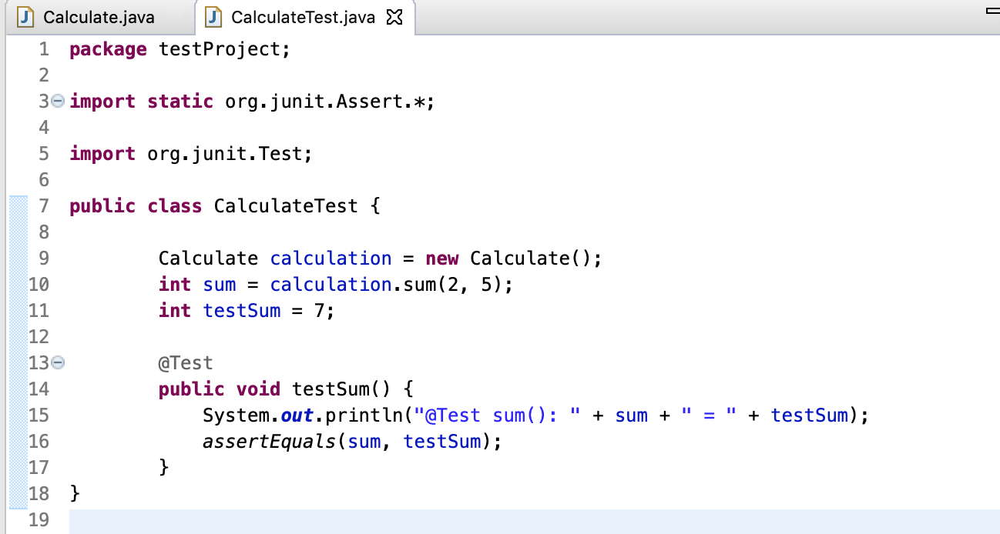 Calculate.java CalculateTest.java
1 package testProject;
2
3 import static org.junit.Assert.*;
4
5 import org.junit.Test;
6
7 public class CalculateTest {
8
9 Calculate calculation = new Calculate();
10 int sum = calculation.sum(2, 5);
11 int testSum = 7;
12
13 @Test
14 public void testSum() {
15 System.out.println("@Test sum(): " + sum + " = " + testSum);
16 assertEquals(sum, testSum);
17 }
18 }
19